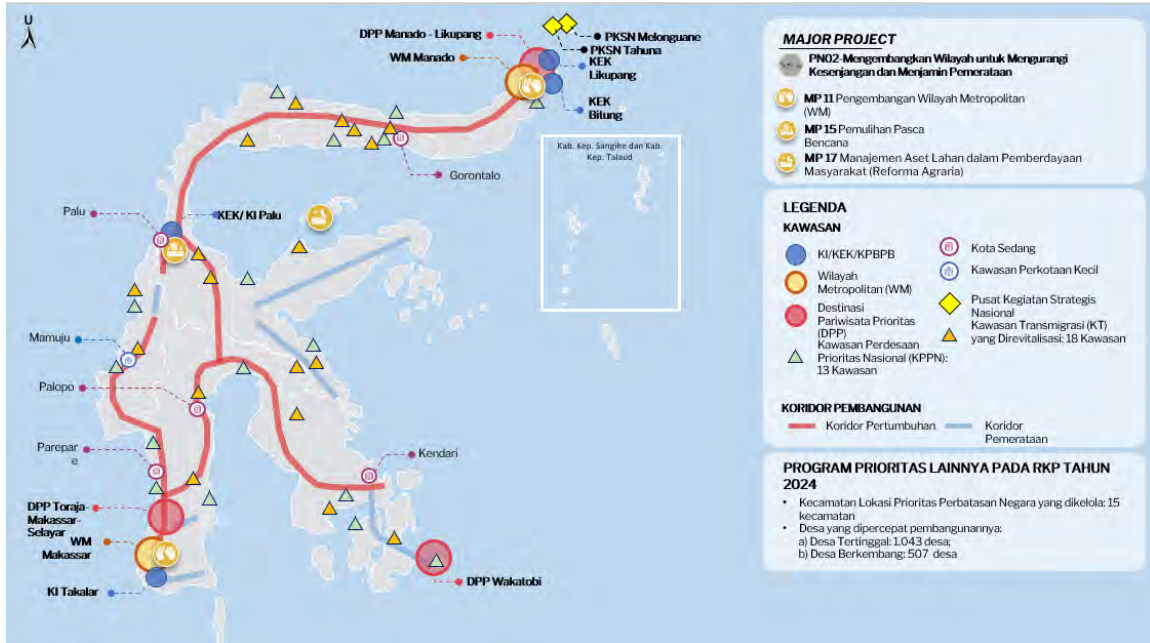 U
DPP Manado - Likupang
PKSN Melonguane
PKSN Tahuna
WM Manado
KEK
Likupang
KEK
Bitung
Kab. Kep. Sangihe dan Kab.
Kep. Talaud
Gorontalo
Palu
KEK/ KI Palu
Mamuju
Palopo
Parepar
e
Kendari
DPP Toraja-
Makassar-
Selayar
WM
Makassar
KI Takalar
DPP Wakatobi
MAJOR PROJECT
PN02-Mengembangkan Wilayah untuk Mengurangi
Kesenjangan dan Menjamin Pemerataan
MP 11 Pengembangan Wilayah Metropolitan
(WM)
MP 15 Pemulihan Pasca
Bencana
MP 17 Manajemen Aset Lahan dalam Pemberdayaan
Masyarakat (Reforma Agraria)
LEGENDA
KAWASAN
KI/KEK/KPBPB
Wilayah
Metropolitan (WM)
Destinasi
Pariwisata Prioritas
(DPP)
Kawasan Perdesaan
Prioritas Nasional (KPPN):
13 Kawasan
Kota Sedang
Kawasan Perkotaan Kecil
Pusat Kegiatan Strategis
Nasional
Kawasan Transmigrasi (KT)
yang Direvitalisasi: 18 Kawasan
KORIDOR PEMBANGUNAN
Koridor Pertumbuhan
Koridor
Pemerataan
PROGRAM PRIORITAS LAINNYA PADA RKP TAHUN
2024
• Kecamatan Lokasi Prioritas Perbatasan Negara yang dikelola: 15
kecamatan
• Desa yang dipercepat pembangunannya:
a) Desa Tertinggal: 1.043 desa;
b) Desa Berkembang: 507 desa